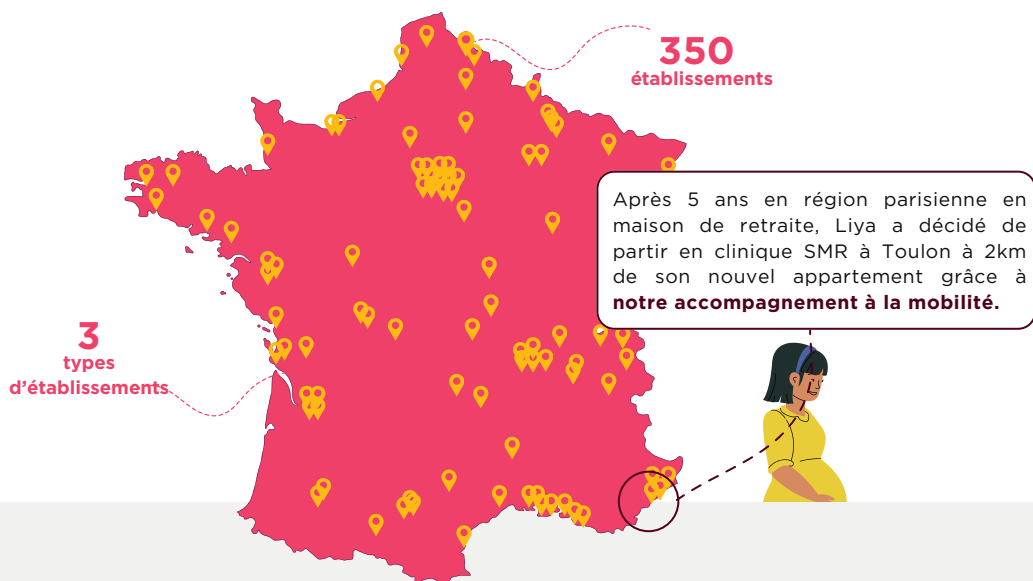 350
établissements
Après 5 ans en région parisienne en
maison de retraite, Liya a décidé de
partir en clinique SMR à Toulon à 2km
de son nouvel appartement grâce à
notre accompagnement à la mobilité.
3
types
d'établissements